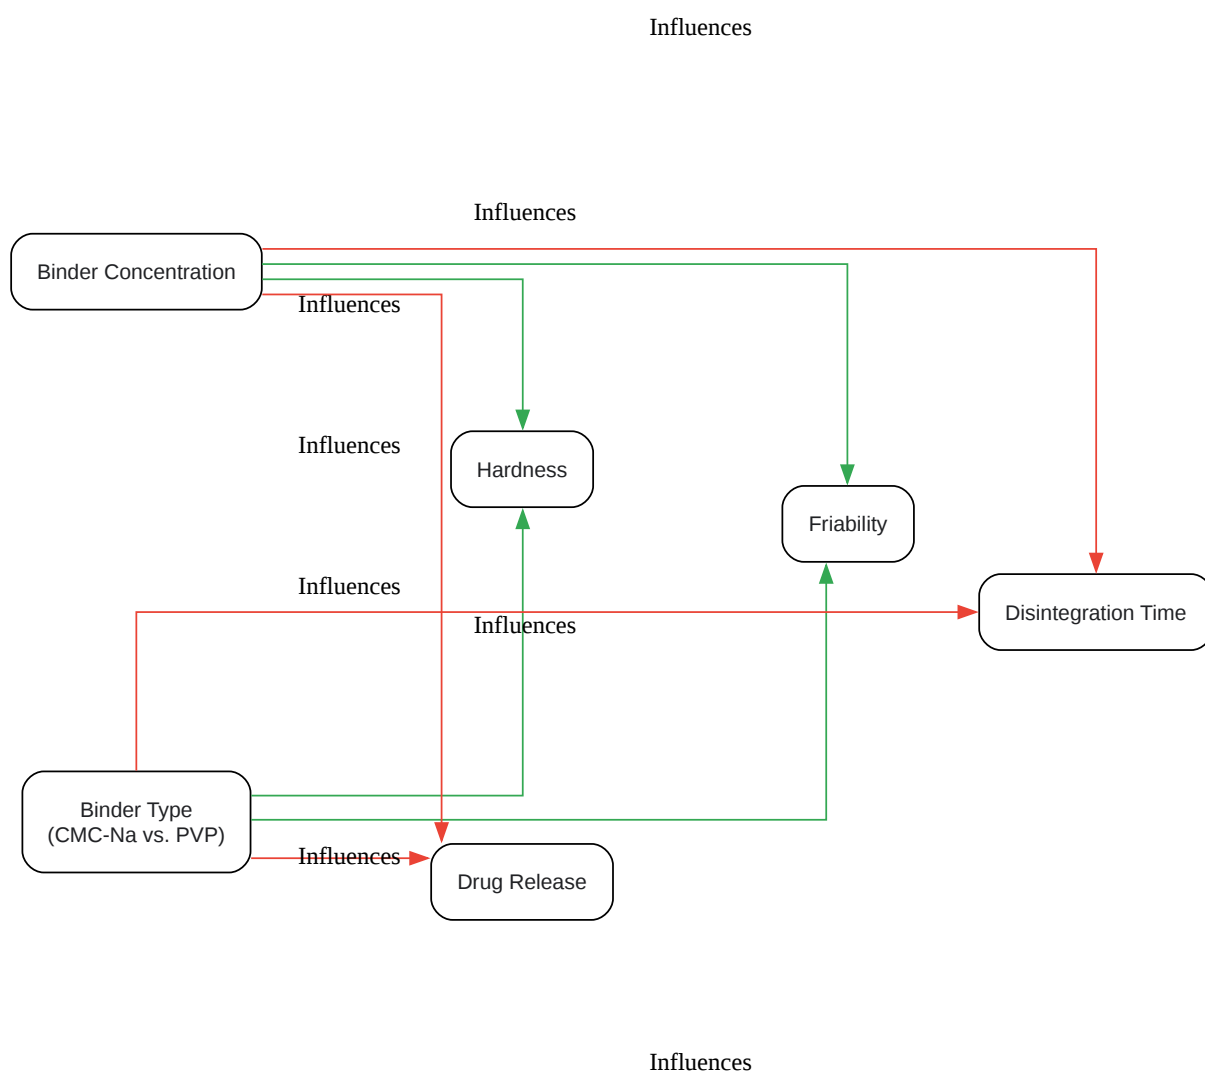 Influences
Influences
Binder Concentration
Influences
Influences
Hardness
Friability
Influences
Influences
Disintegration Time
Binder Type
(CMC-Na vs. PVP)
Influences
Drug Release
Influences